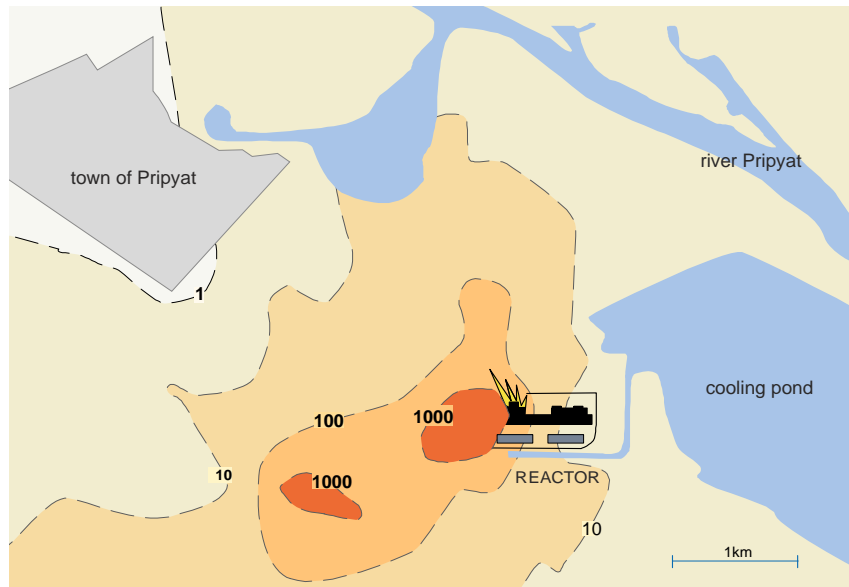 river Pripyat
town of Pripyat
1
cooling pond
1000
100
10
1000
REACTOR
10
1km